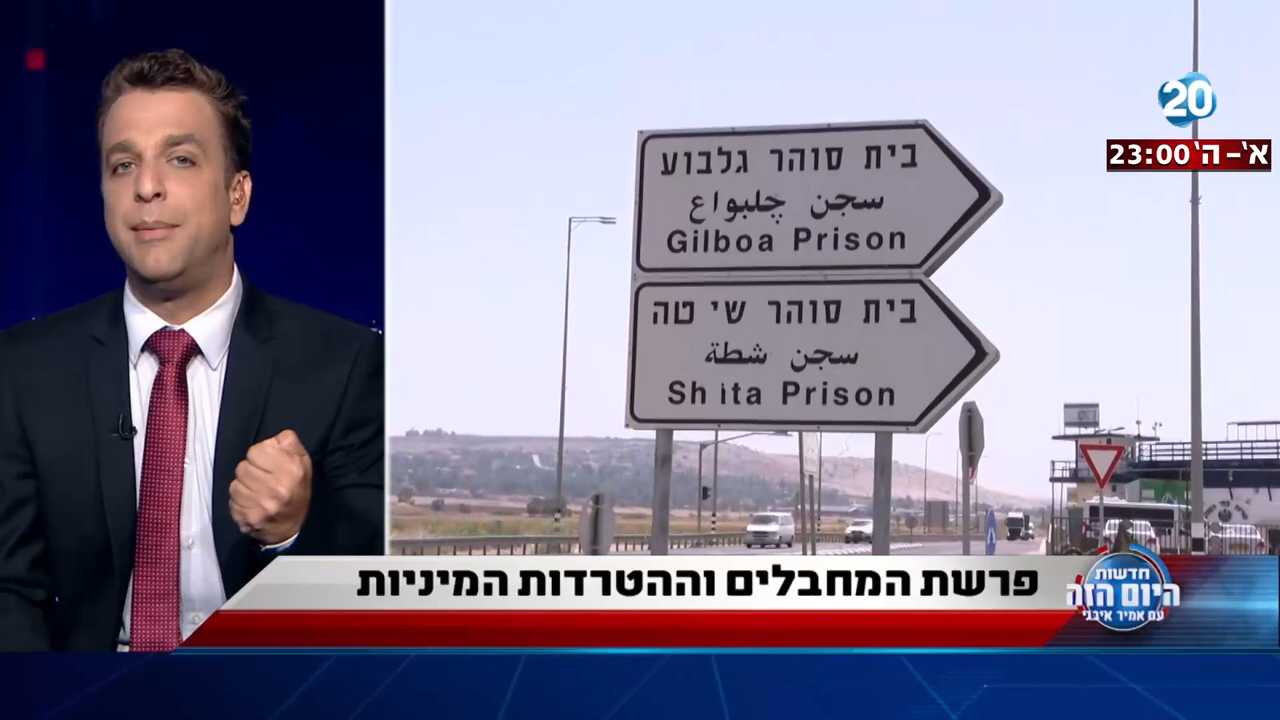 20
א'-ה' 23:00
בית סוהר גלבוע
سجن چلبواع
Gilboa Prison
בית סוהר שיטה
سجن شطة
Shita Prison
פרשת המחבלים וההטרדות המיניות
חדשות
היום הזה
עם אמיר איבגי